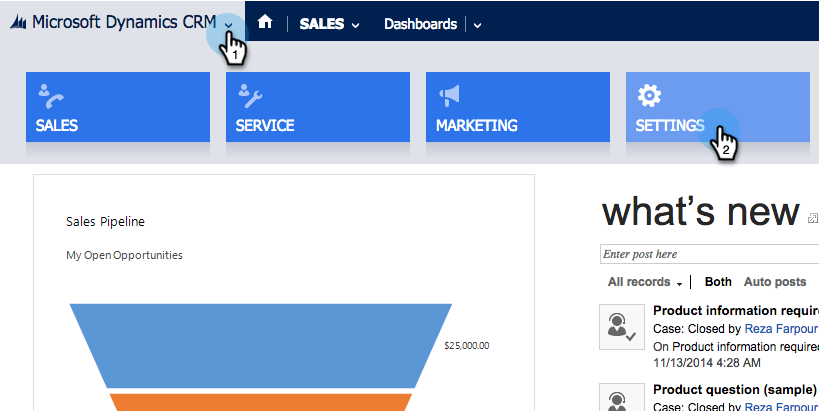 Microsoft Dynamics CRM
SALES
Dashboards
1
SALES
SERVICE
MARKETING
SETTINGS
2
Sales Pipeline
My Open Opportunities
$25,000.00
what's new
Enter post here
All records
Both
Auto posts
Product information require
Case: Closed by Reza Farpour
On Product information required
11/13/2014 4:28 AM
Product question (sample)
Case: Closed by Reza Farpour